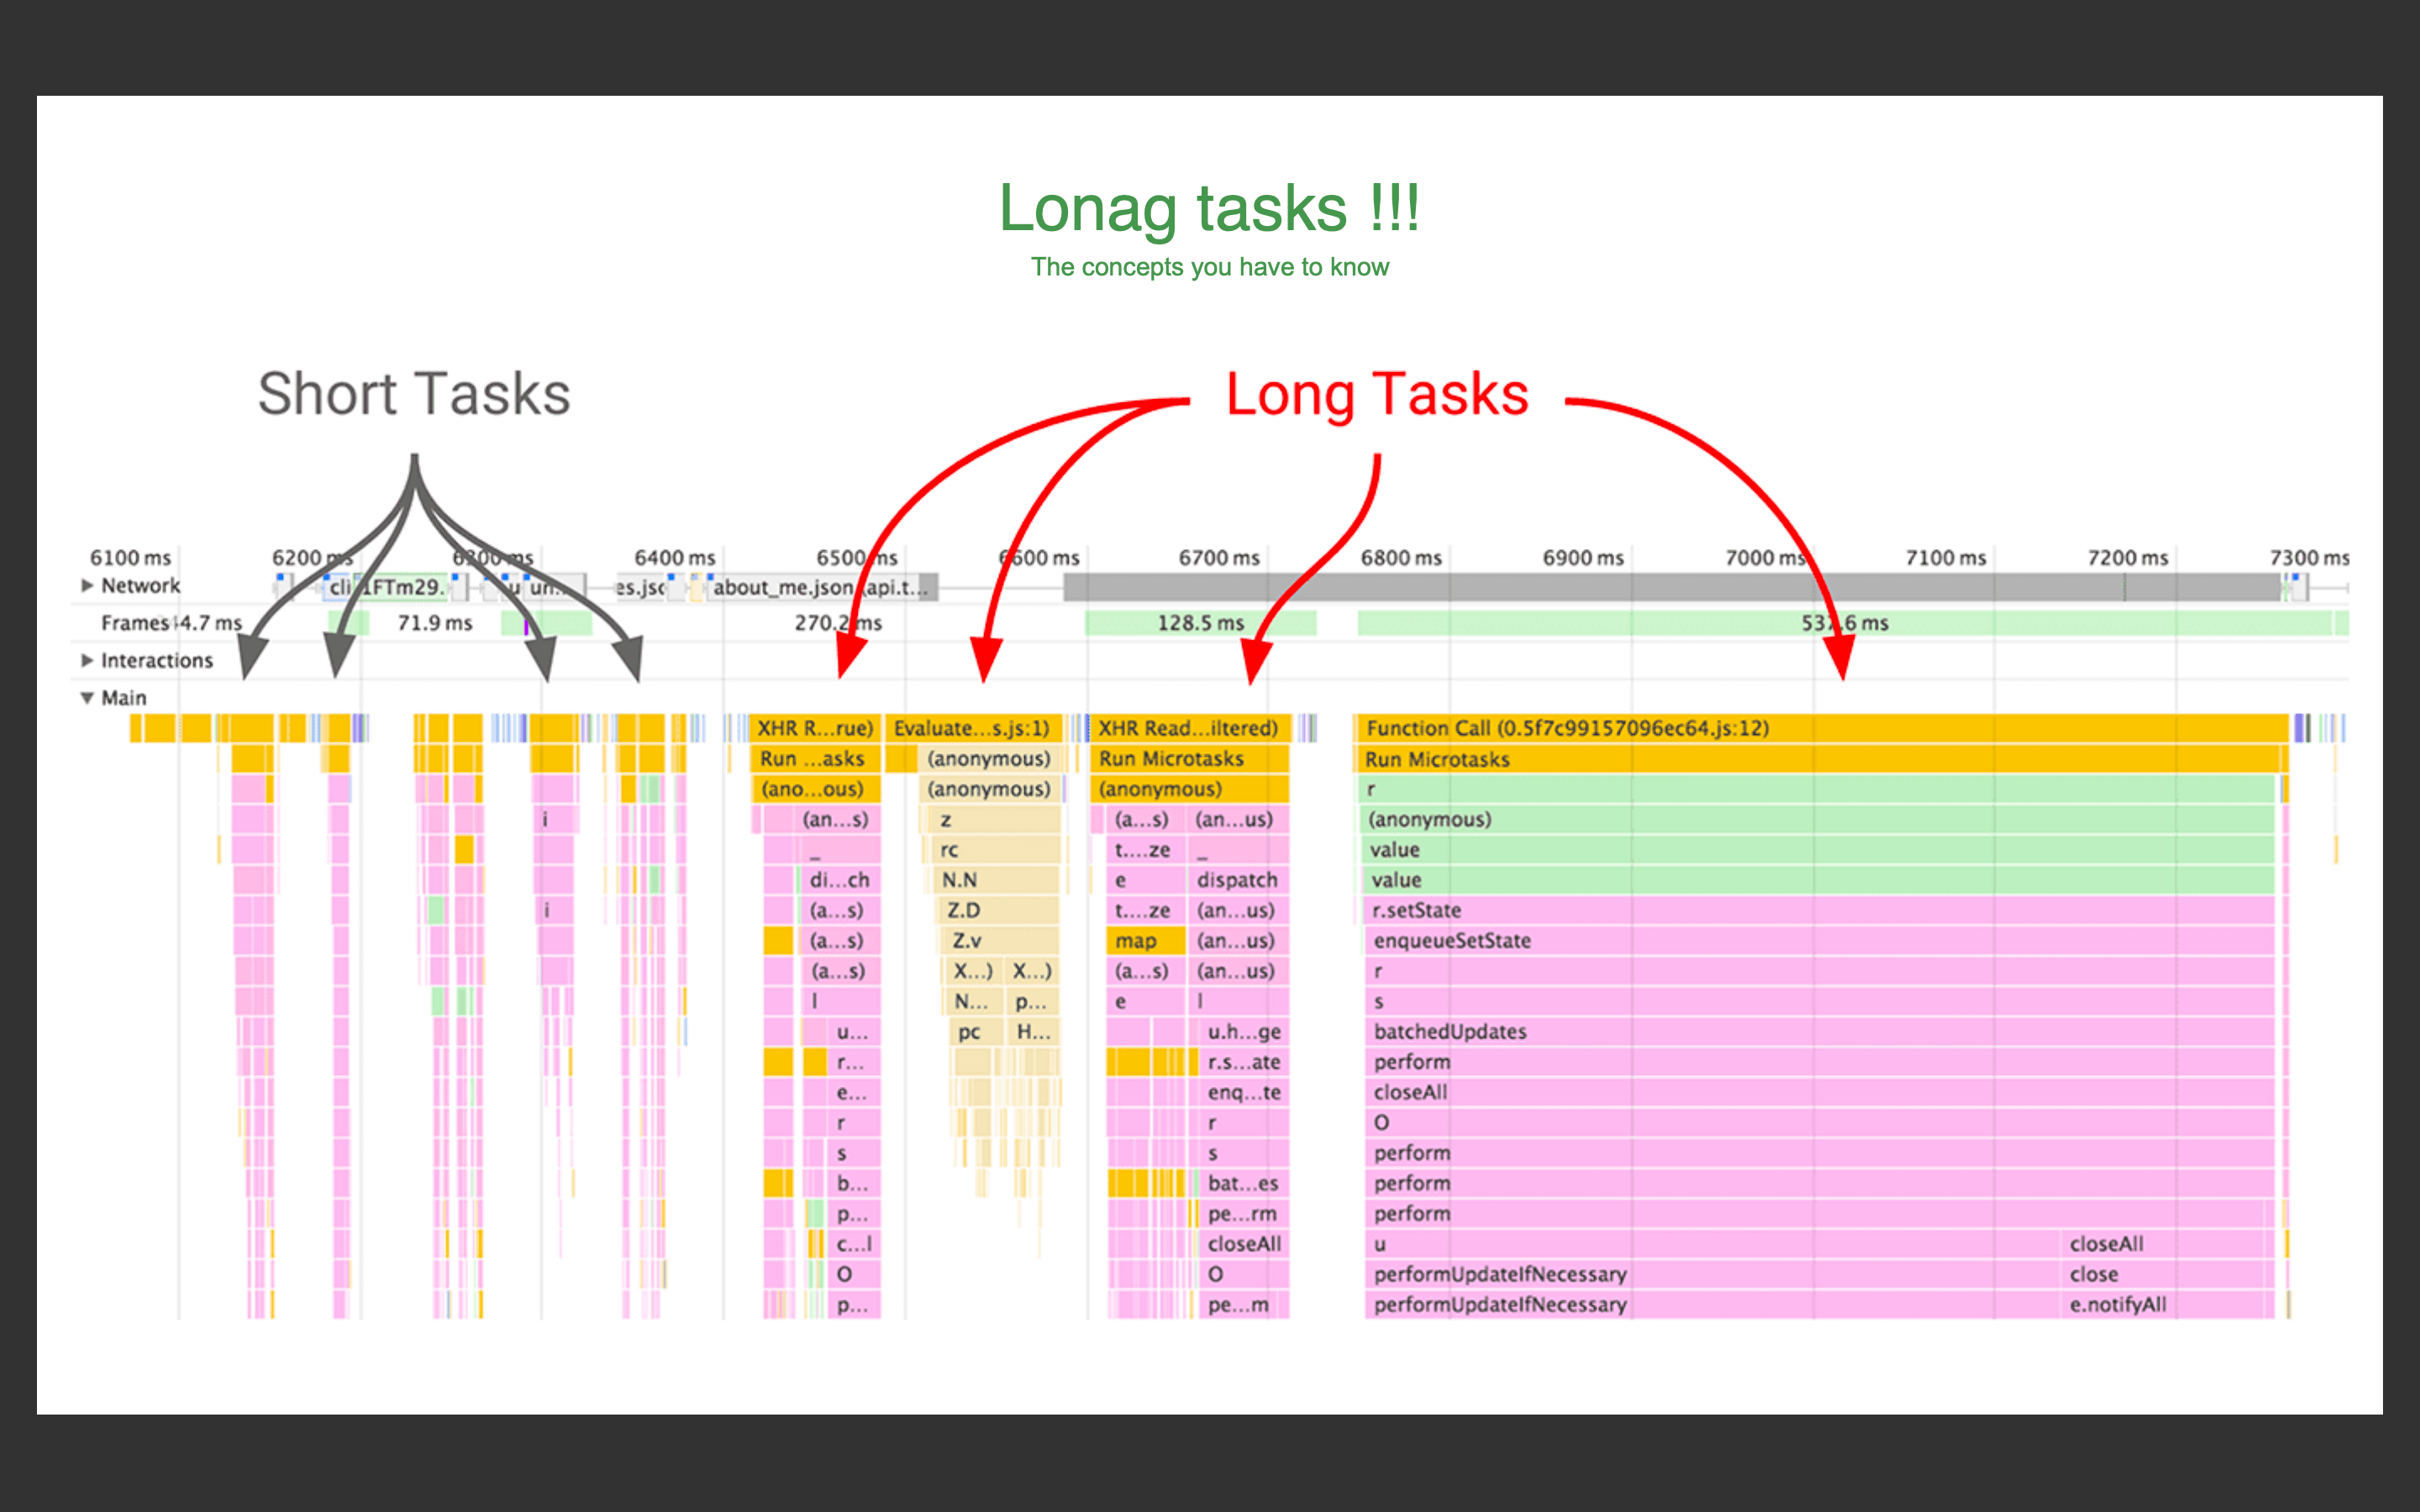 Lonag tasks !!!
The concepts you have to know
Short Tasks
Long Tasks
6100 ms 6200 ms 6300 ms 6400 ms 6500 ms 6600 ms 6700 ms 6800 ms 6900 ms 7000 ms 7100 ms 7200 ms 7300 ms
Network cli 1FTm29. u un... es.jsc about_me.json (api.t...
Frames 4.7 ms 71.9 ms 270.2 ms 128.5 ms 537.6 ms
Interactions
Main
XHR R...rue) Evaluate...s.js:1) XHR Read...iltered) Function Call (0.5f7c99157096ec64.js:12)
Run ...asks (anonymous) Run Microtasks Run Microtasks
(ano...ous) (anonymous) (anonymous) r
i (an...s) z (a...s) (an...us) (anonymous)
_ rc t....ze _ value
di...ch N.N e dispatch value
i (a...s) Z.D t....ze (an...us) r.setState
(a...s) Z.v map (an...us) enqueueSetState
(a...s) X...) X...) (a...s) (an...us) r
l N... p... e l s
u... pc H... u.h...ge batchedUpdates
r... r.s...ate perform
e... enq...te closeAll
r r O
s s perform
b... bat...es perform
p... pe...rm perform
c...l closeAll u closeAll
O O performUpdateIfNecessary close
p... pe...m performUpdateIfNecessary e.notifyAll